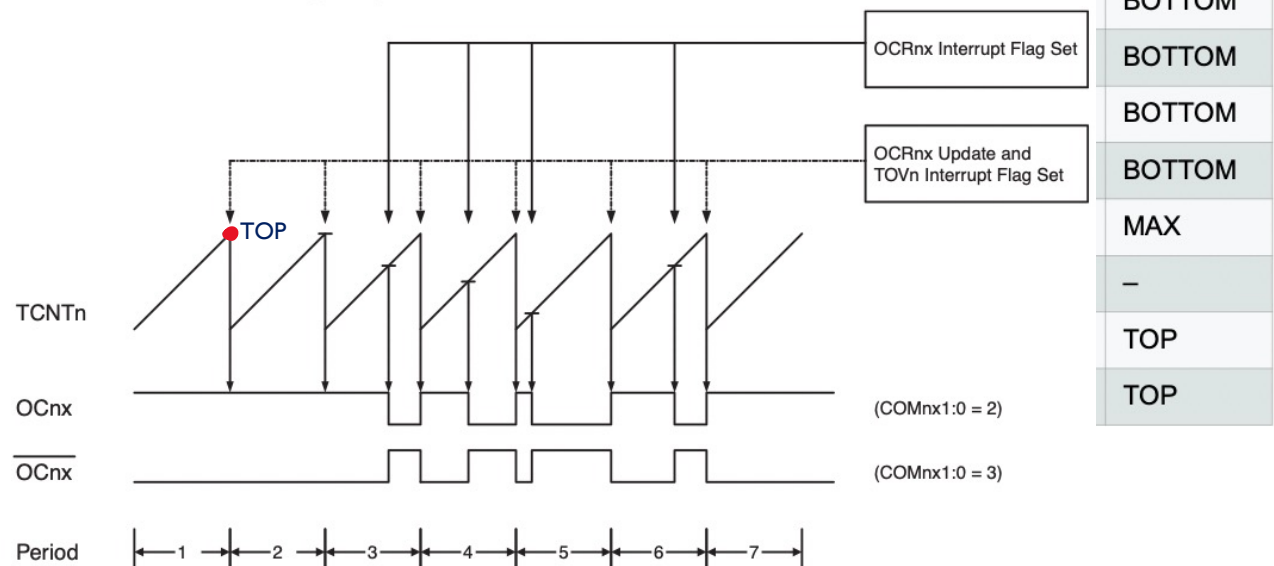 BOTTOM
OCRnx Interrupt Flag Set
BOTTOM
BOTTOM
OCRnx Update and
TOVn Interrupt Flag Set
BOTTOM
TOP
MAX
–
TCNTn
TOP
TOP
OCnx
(COMnx1:0 = 2)
OCnx
(COMnx1:0 = 3)
Period
1
2
3
4
5
6
7